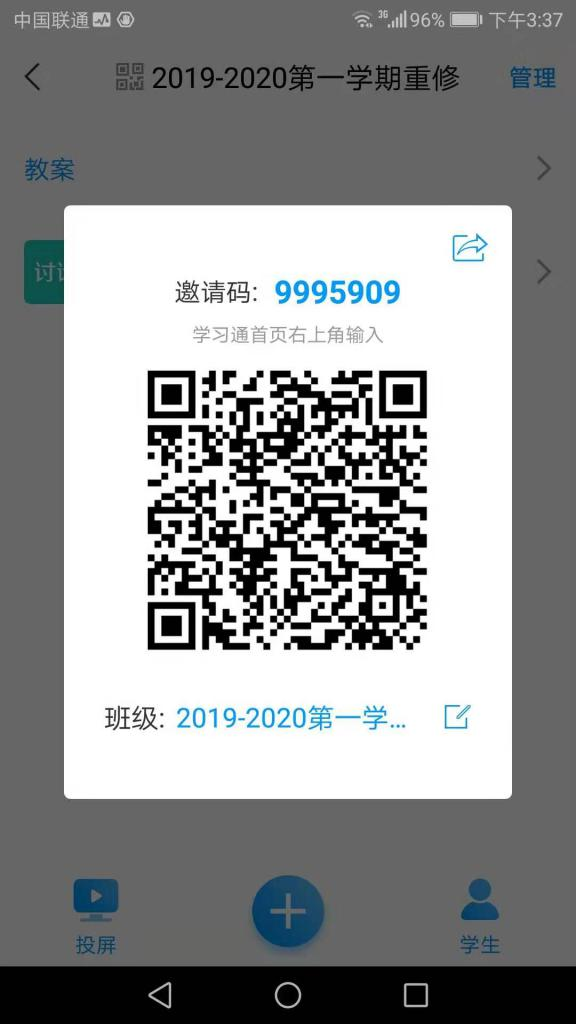 中国联通 3G 96% 下午3:37
2019-2020第一学期重修 管理
教案
讨
邀请码: 9995909
学习通首页右上角输入
班级: 2019-2020第一学...
投屏 学生